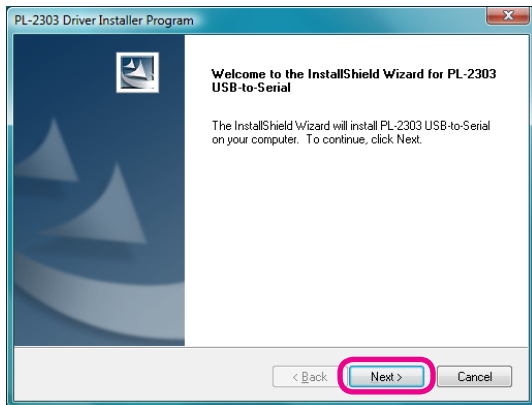 PL-2303 Driver Installer Program
Welcome to the InstallShield Wizard for PL-2303
USB-to-Serial
The InstallShield Wizard will install PL-2303 USB-to-Serial
on your computer. To continue, click Next.
< Back Next > Cancel